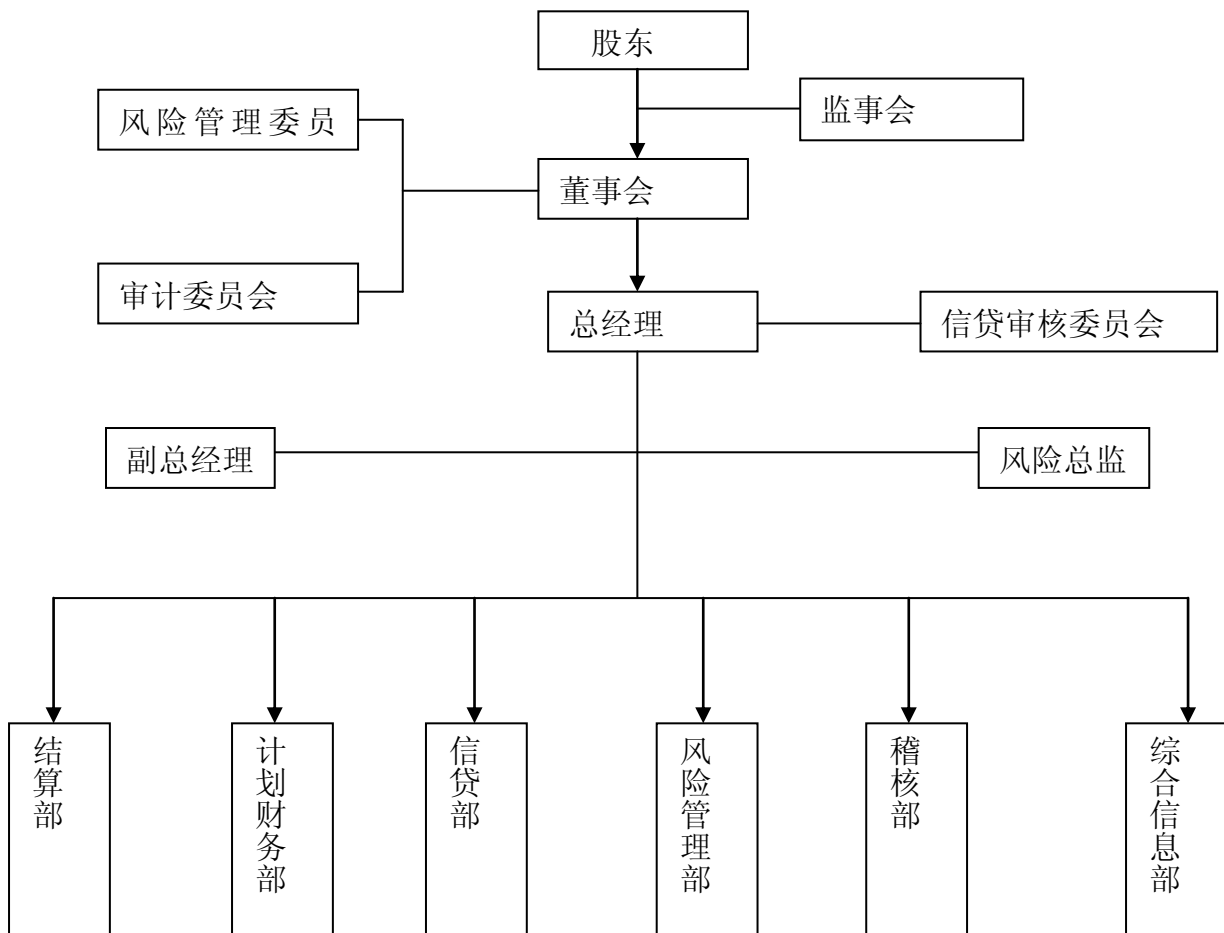 股东
监事会
风险管理委员
董事会
审计委员会
总经理
信贷审核委员会
副总经理
风险总监
结算部
计划财务部
信贷部
风险管理部
稽核部
综合信息部